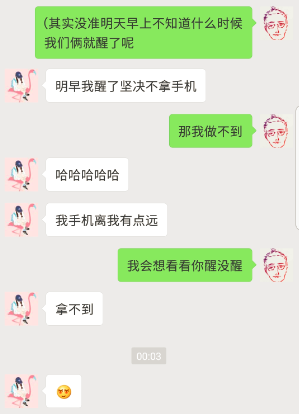 (其实没准明天早上不知道什么时候
我们俩就醒了呢
明早我醒了坚决不拿手机
那我做不到
哈哈哈哈哈
我手机离我有点远
我会想看看你醒没醒
拿不到
00:03